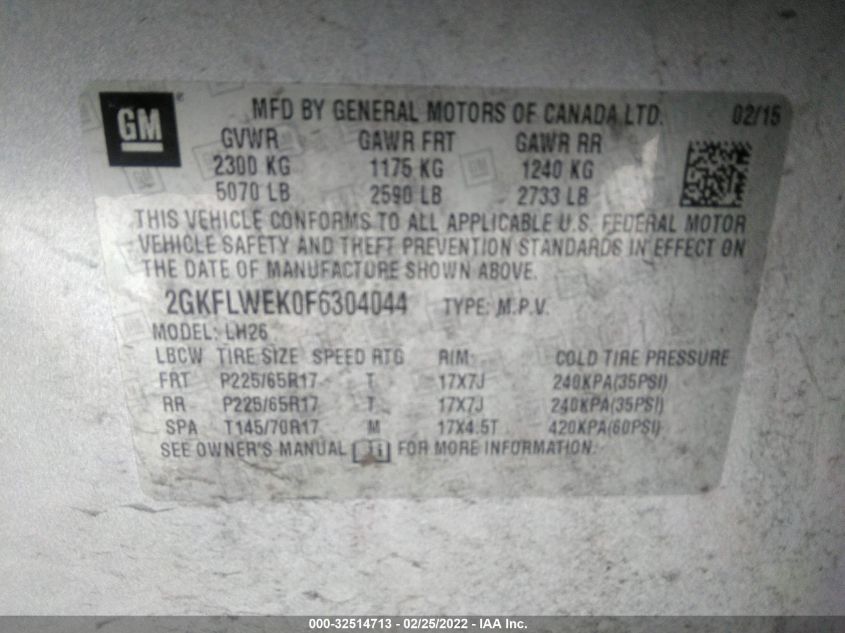 GM ®
MFD BY GENERAL MOTORS OF CANADA LTD. 02/15
GVWR GAWR FRT GAWR RR
2300 KG 1175 KG 1240 KG
5070 LB 2590 LB 2733 LB
THIS VEHICLE CONFORMS TO ALL APPLICABLE U.S. FEDERAL MOTOR
VEHICLE SAFETY AND THEFT PREVENTION STANDARDS IN EFFECT ON
THE DATE OF MANUFACTURE SHOWN ABOVE.
2GKFLWEK0F6304044 TYPE: M.P.V.
MODEL: LH26
LBCW TIRE SIZE SPEED RTG RIM: COLD TIRE PRESSURE
FRT P225/65R17 T 17X7J 240KPA(35PSI)
RR P225/65R17 T 17X7J 240KPA(35PSI)
SPA T145/70R17 M 17X4.5T 420KPA(60PSI)
SEE OWNER'S MANUAL FOR MORE INFORMATION.
000-32514713 - 02/25/2022 - IAA Inc.